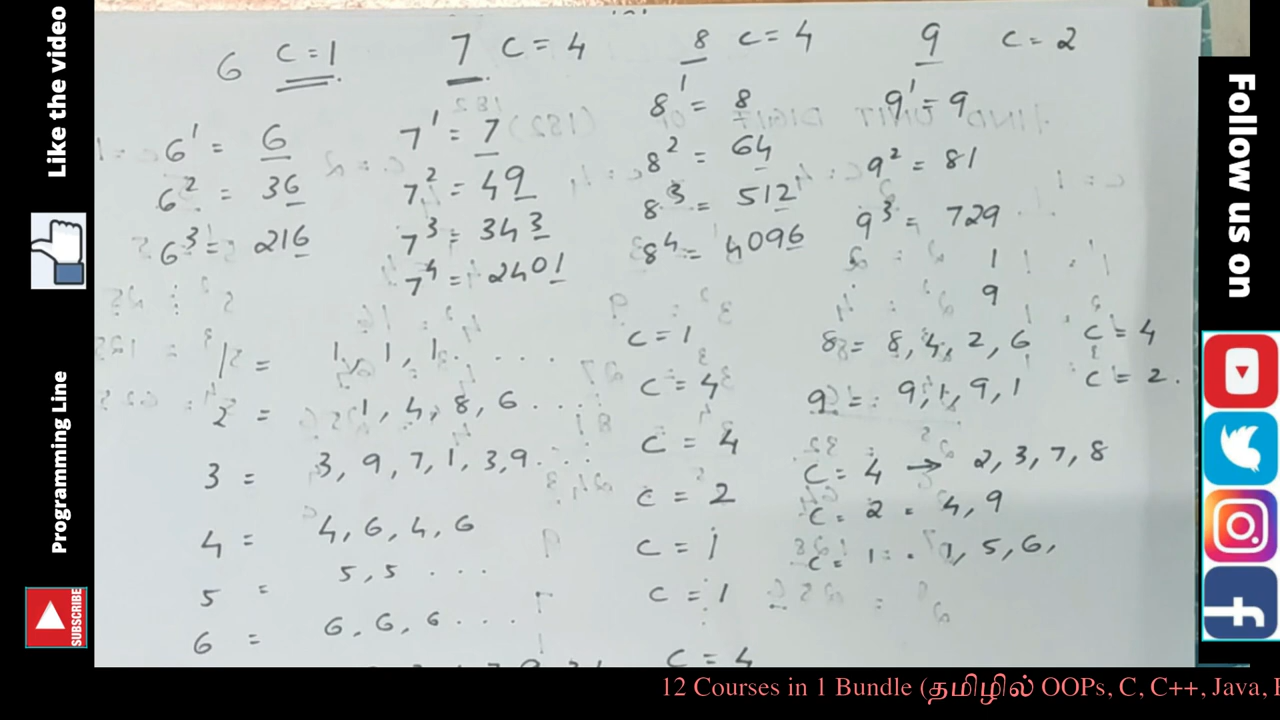 Like the video
Programming Line
SUBSCRIBE
6 C=1
7 C=4
8 C=4
9 C=2
6¹ = 6
6² = 36
6³ = 216
7¹ = 7
7² = 49
7³ = 343
7⁴ = 2401
8¹ = 8
8² = 64
8³ = 512
8⁴ = 4096
9¹ = 9
9² = 81
9³ = 729
1
9
1 = 1, 1, 1 . . . . C=1
2 = 1, 4, 8, 6 . . . C=4
3 = 3, 9, 7, 1, 3, 9 . . . C = 4
4 = 4, 6, 4, 6 C = 2
5 = 5, 5 . . . C = 1
6 = 6, 6, 6 . . . C = 1
C = 4
8 = 8, 4, 2, 6 C = 4
9 = 9, 1, 9, 1 C = 2.
C = 4 → 2, 3, 7, 8
C = 2 = 4, 9
C = 1 = 1, 5, 6,
Follow us on
12 Courses in 1 Bundle (தமிழில் OOPs, C, C++, Java,